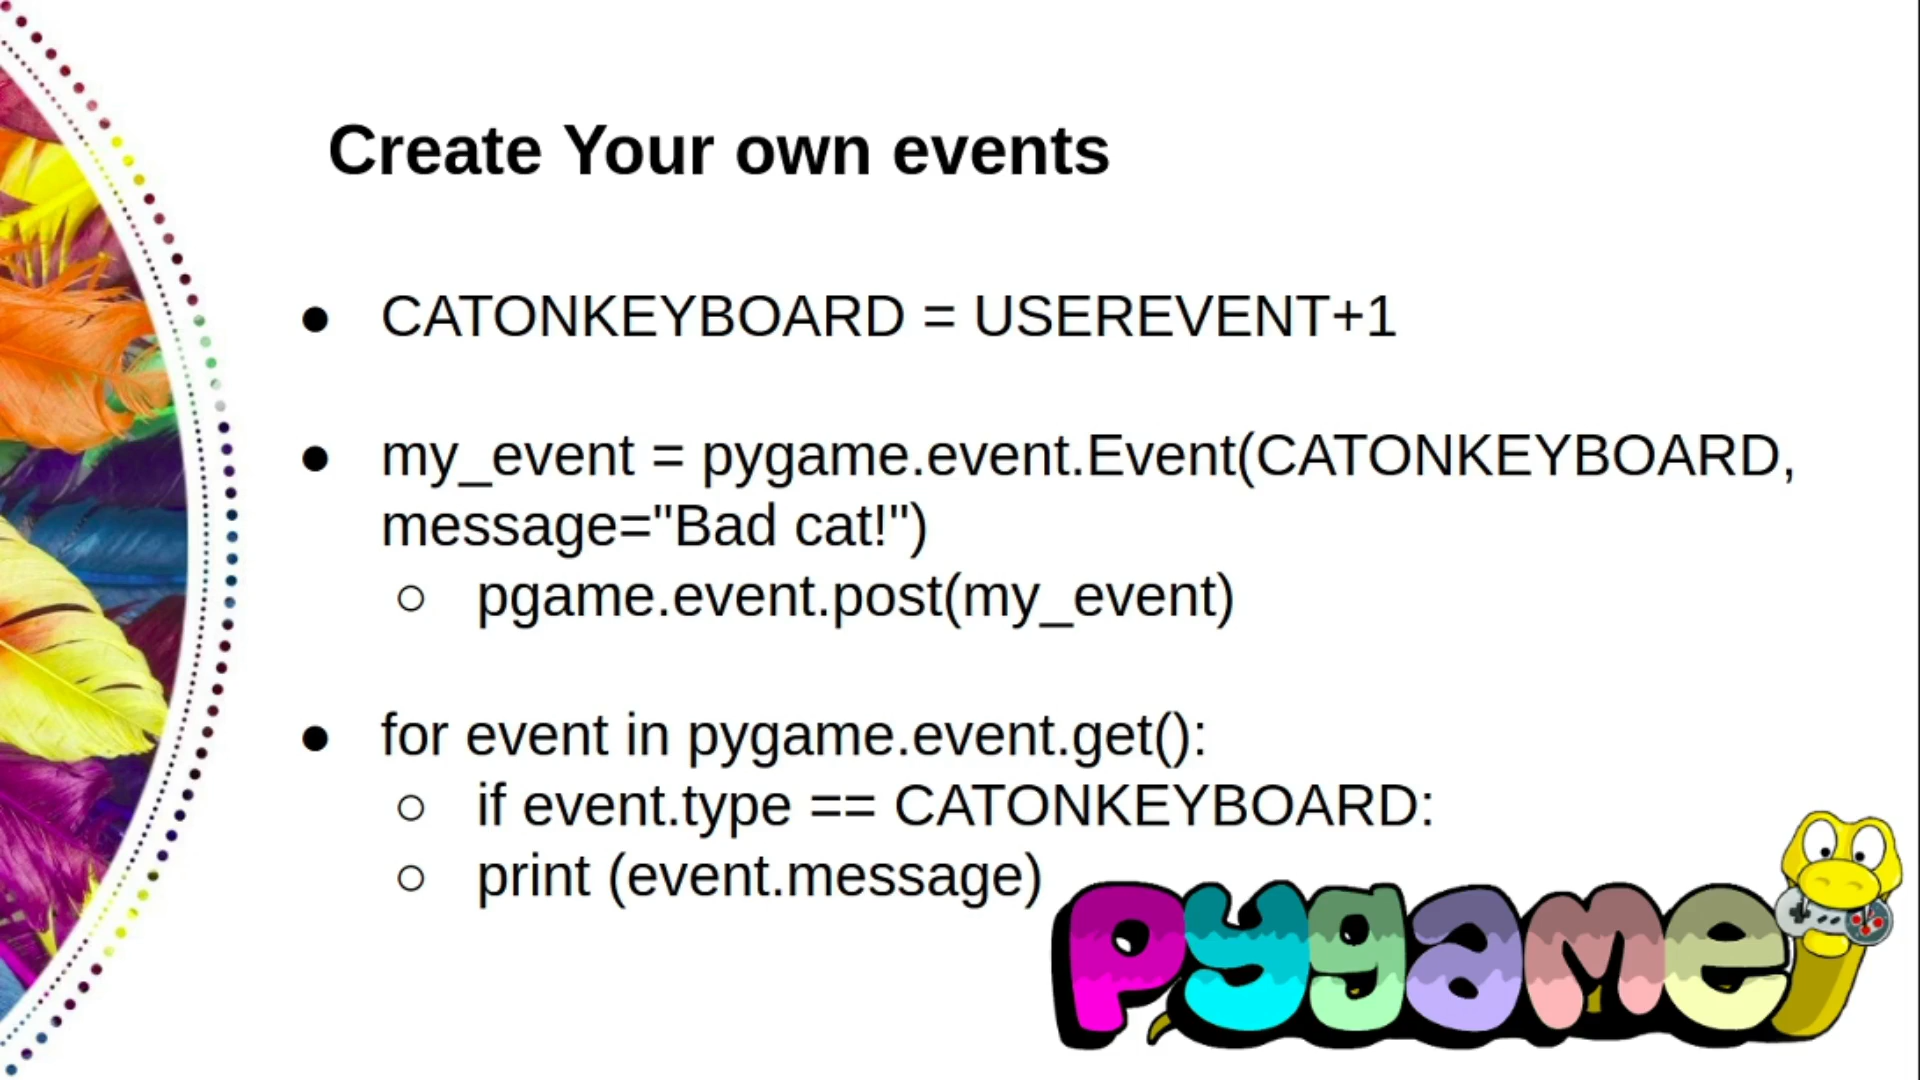 Create Your own events
● CATONKEYBOARD = USEREVENT+1
● my_event = pygame.event.Event(CATONKEYBOARD,
message="Bad cat!")
○ pgame.event.post(my_event)
● for event in pygame.event.get():
○ if event.type == CATONKEYBOARD:
○ print (event.message)
pygame